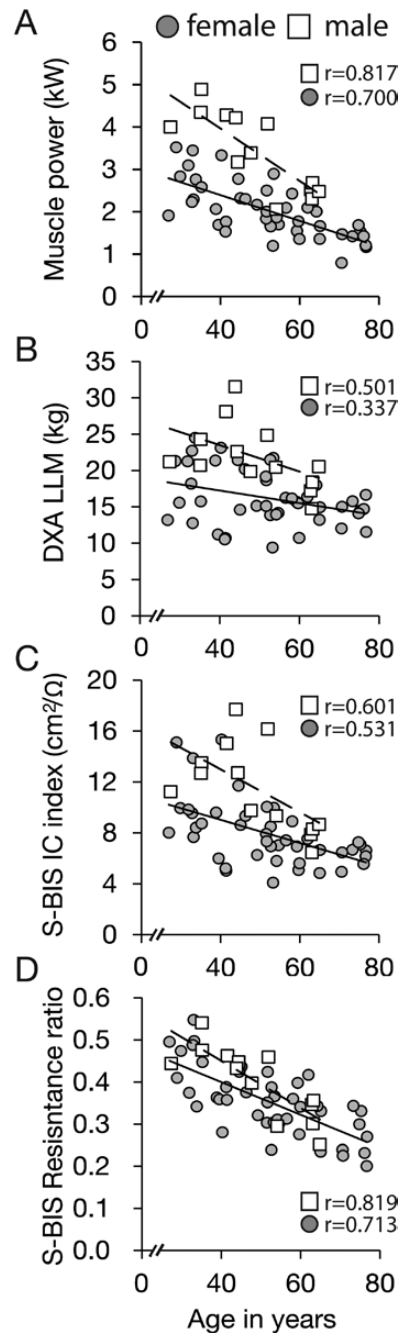 A
female
male
Muscle power (kW)
6
5
4
3
2
1
0
r=0.817
r=0.700
0
20
40
60
80
B
DXA LLM (kg)
35
30
25
20
15
10
5
0
r=0.501
r=0.337
0
20
40
60
80
C
S-BIS IC index (cm²/Ω)
20
16
12
8
4
0
r=0.601
r=0.531
0
20
40
60
80
D
S-BIS Resisntance ratio
0.6
0.5
0.4
0.3
0.2
0.1
0.0
r=0.819
r=0.713
0
20
40
60
80
Age in years